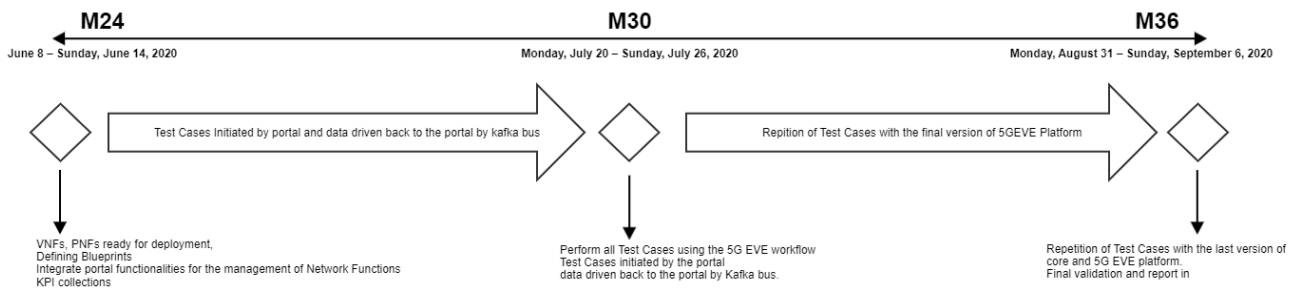 M24
M30
M36
June 8 – Sunday, June 14, 2020
Monday, July 20 – Sunday, July 26, 2020
Monday, August 31 – Sunday, September 6, 2020
Test Cases Initiated by portal and data driven back to the portal by kafka bus
Repition of Test Cases with the final version of 5GEVE Platform
VNFs, PNFs ready for deployment,
Defining Blueprints
Integrate portal functionalities for the management of Network Functions
KPI collections
Perform all Test Cases using the 5G EVE workflow
Test Cases initiated by the portal
data driven back to the portal by Kafka bus.
Repetition of Test Cases with the last version of
core and 5G EVE platform.
Final validation and report in